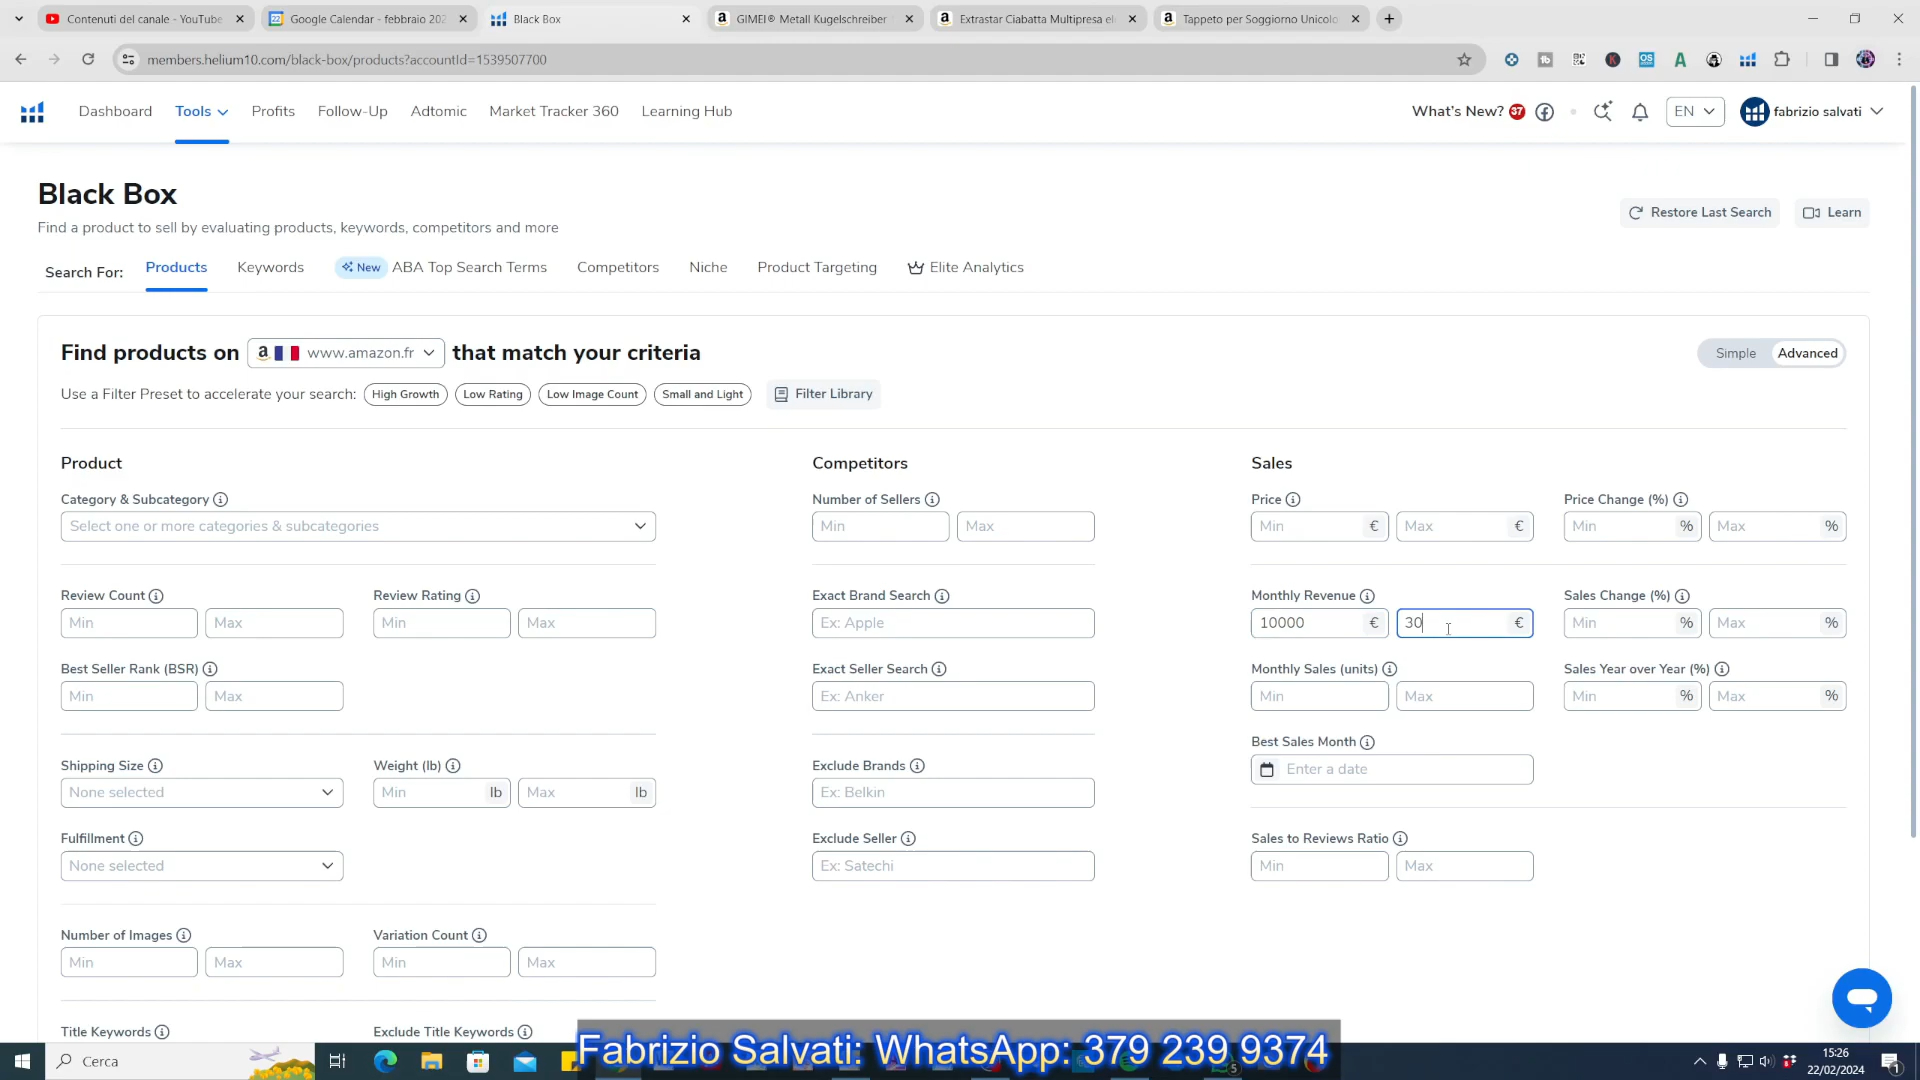 Contenuti del canale - YouTube
Google Calendar - febbraio 202
Black Box
GIMEI® Metall Kugelschreiber
Extrastar Ciabatta Multipresa el
Tappeto per Soggiorno Unicolo
members.helium10.com/black-box/products?accountId=1539507700
Dashboard Tools Profits Follow-Up Adtomic Market Tracker 360 Learning Hub What's New? 37 EN fabrizio salvati
Black Box
Find a product to sell by evaluating products, keywords, competitors and more
Restore Last Search Learn
Search For: Products Keywords New ABA Top Search Terms Competitors Niche Product Targeting Elite Analytics
Find products on www.amazon.fr that match your criteria
Simple Advanced
Use a Filter Preset to accelerate your search: High Growth Low Rating Low Image Count Small and Light Filter Library
Product Competitors Sales
Category & Subcategory Number of Sellers Price Price Change (%)
Select one or more categories & subcategories Min Max Min € Max € Min % Max %
Review Count Review Rating Exact Brand Search Monthly Revenue Sales Change (%)
Min Max Min Max Ex: Apple 10000 € 30 € Min % Max %
Best Seller Rank (BSR) Exact Seller Search Monthly Sales (units) Sales Year over Year (%)
Min Max Ex: Anker Min Max Min % Max %
Best Sales Month
Enter a date
Shipping Size Weight (lb) Exclude Brands
None selected Min lb Max lb Ex: Belkin
Fulfillment Exclude Seller Sales to Reviews Ratio
None selected Ex: Satechi Min Max
Number of Images Variation Count
Min Max Min Max
Title Keywords Exclude Title Keywords
Fabrizio Salvati: WhatsApp: 379 239 9374
Cerca
15:26
22/02/2024